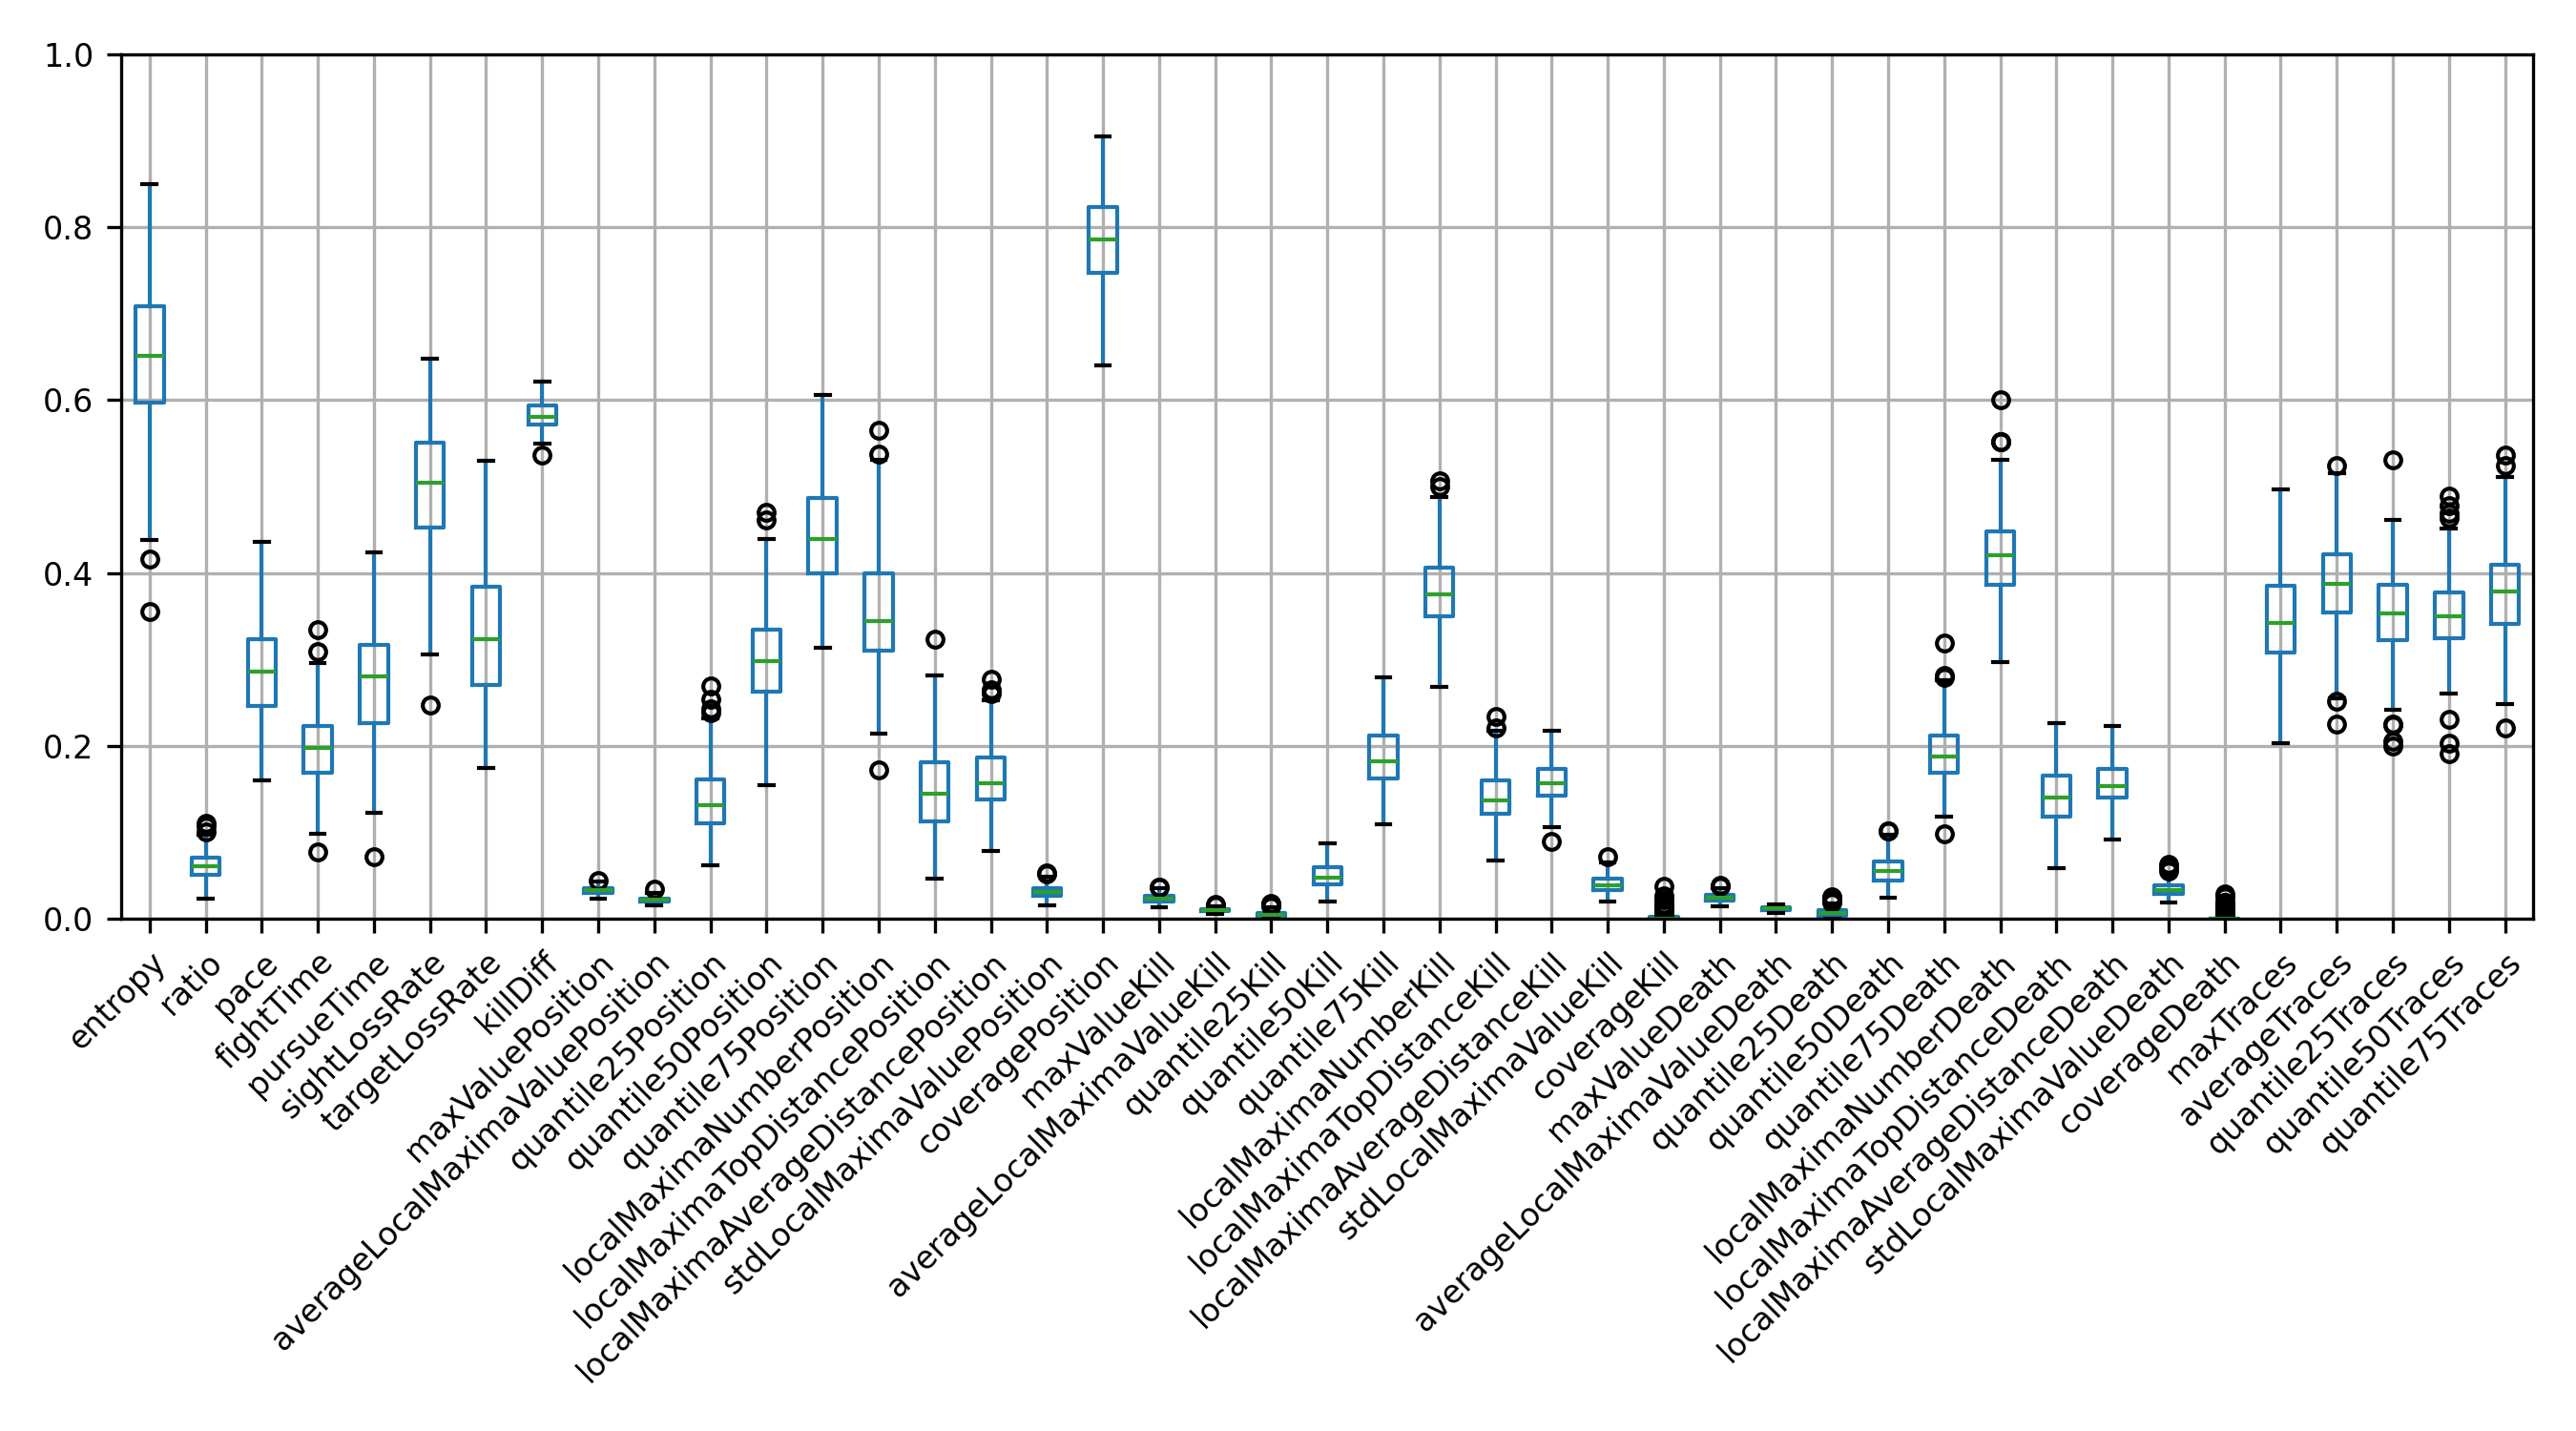 1.0
0.8
0.6
0.4
0.2
0.0
entropy
ratio
pace
fightTime
pursueTime
sightLossRate
targetLossRate
killDiff
maxValuePosition
averageLocalMaximaValuePosition
quantile25Position
quantile50Position
quantile75Position
localMaximaNumberPosition
localMaximaTopDistancePosition
localMaximaAverageDistancePosition
stdLocalMaximaValuePosition
coveragePosition
maxValueKill
averageLocalMaximaValueKill
quantile25Kill
quantile50Kill
quantile75Kill
localMaximaNumberKill
localMaximaTopDistanceKill
localMaximaAverageDistanceKill
stdLocalMaximaValueKill
coverageKill
maxValueDeath
averageLocalMaximaValueDeath
quantile25Death
quantile50Death
quantile75Death
localMaximaNumberDeath
localMaximaTopDistanceDeath
localMaximaAverageDistanceDeath
stdLocalMaximaValueDeath
coverageDeath
maxTraces
averageTraces
quantile25Traces
quantile50Traces
quantile75Traces